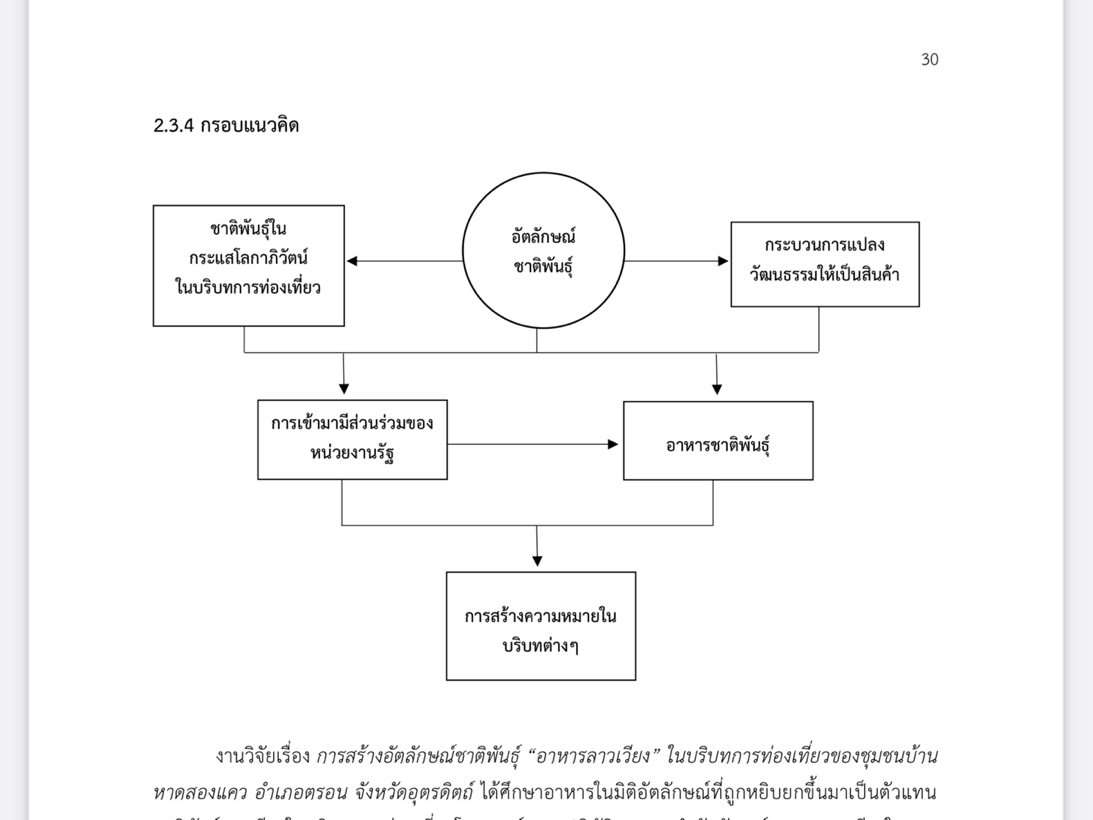 30
2.3.4 กรอบแนวคิด
ชาติพันธุ์ใน
กระแสโลกาภิวัตน์
ในบริบทการท่องเที่ยว
อัตลักษณ์
ชาติพันธุ์
กระบวนการแปลง
วัฒนธรรมให้เป็นสินค้า
การเข้ามามีส่วนร่วมของ
หน่วยงานรัฐ
อาหารชาติพันธุ์
การสร้างความหมายใน
บริบทต่างๆ
งานวิจัยเรื่อง การสร้างอัตลักษณ์ชาติพันธุ์ “อาหารลาวเวียง” ในบริบทการท่องเที่ยวของชุมชนบ้าน
หาดสองแคว อำเภอตรอน จังหวัดอุตรดิตถ์ ได้ศึกษาอาหารในมิติอัตลักษณ์ที่ถูกหยิบยกขึ้นมาเป็นตัวแทน